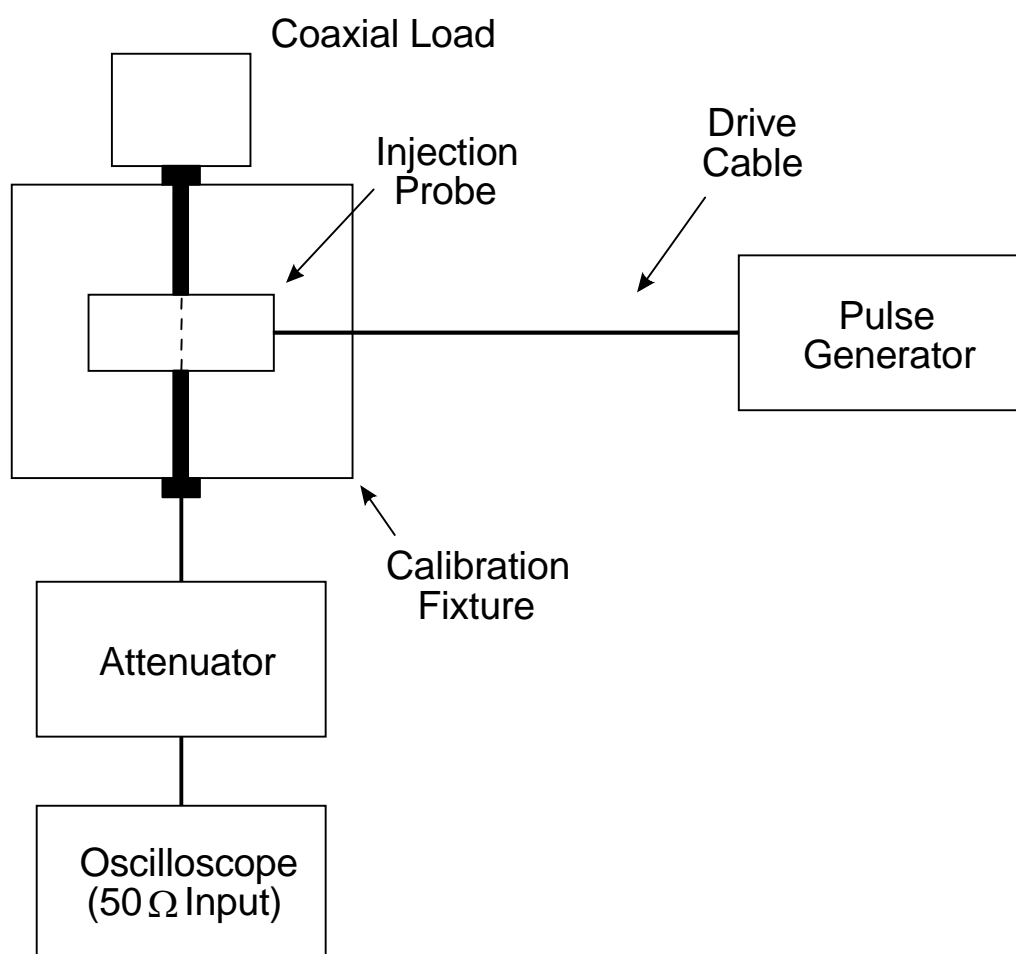 Coaxial Load
Injection
Probe
Drive
Cable
Pulse
Generator
Calibration
Fixture
Attenuator
Oscilloscope
(50 Ω Input)